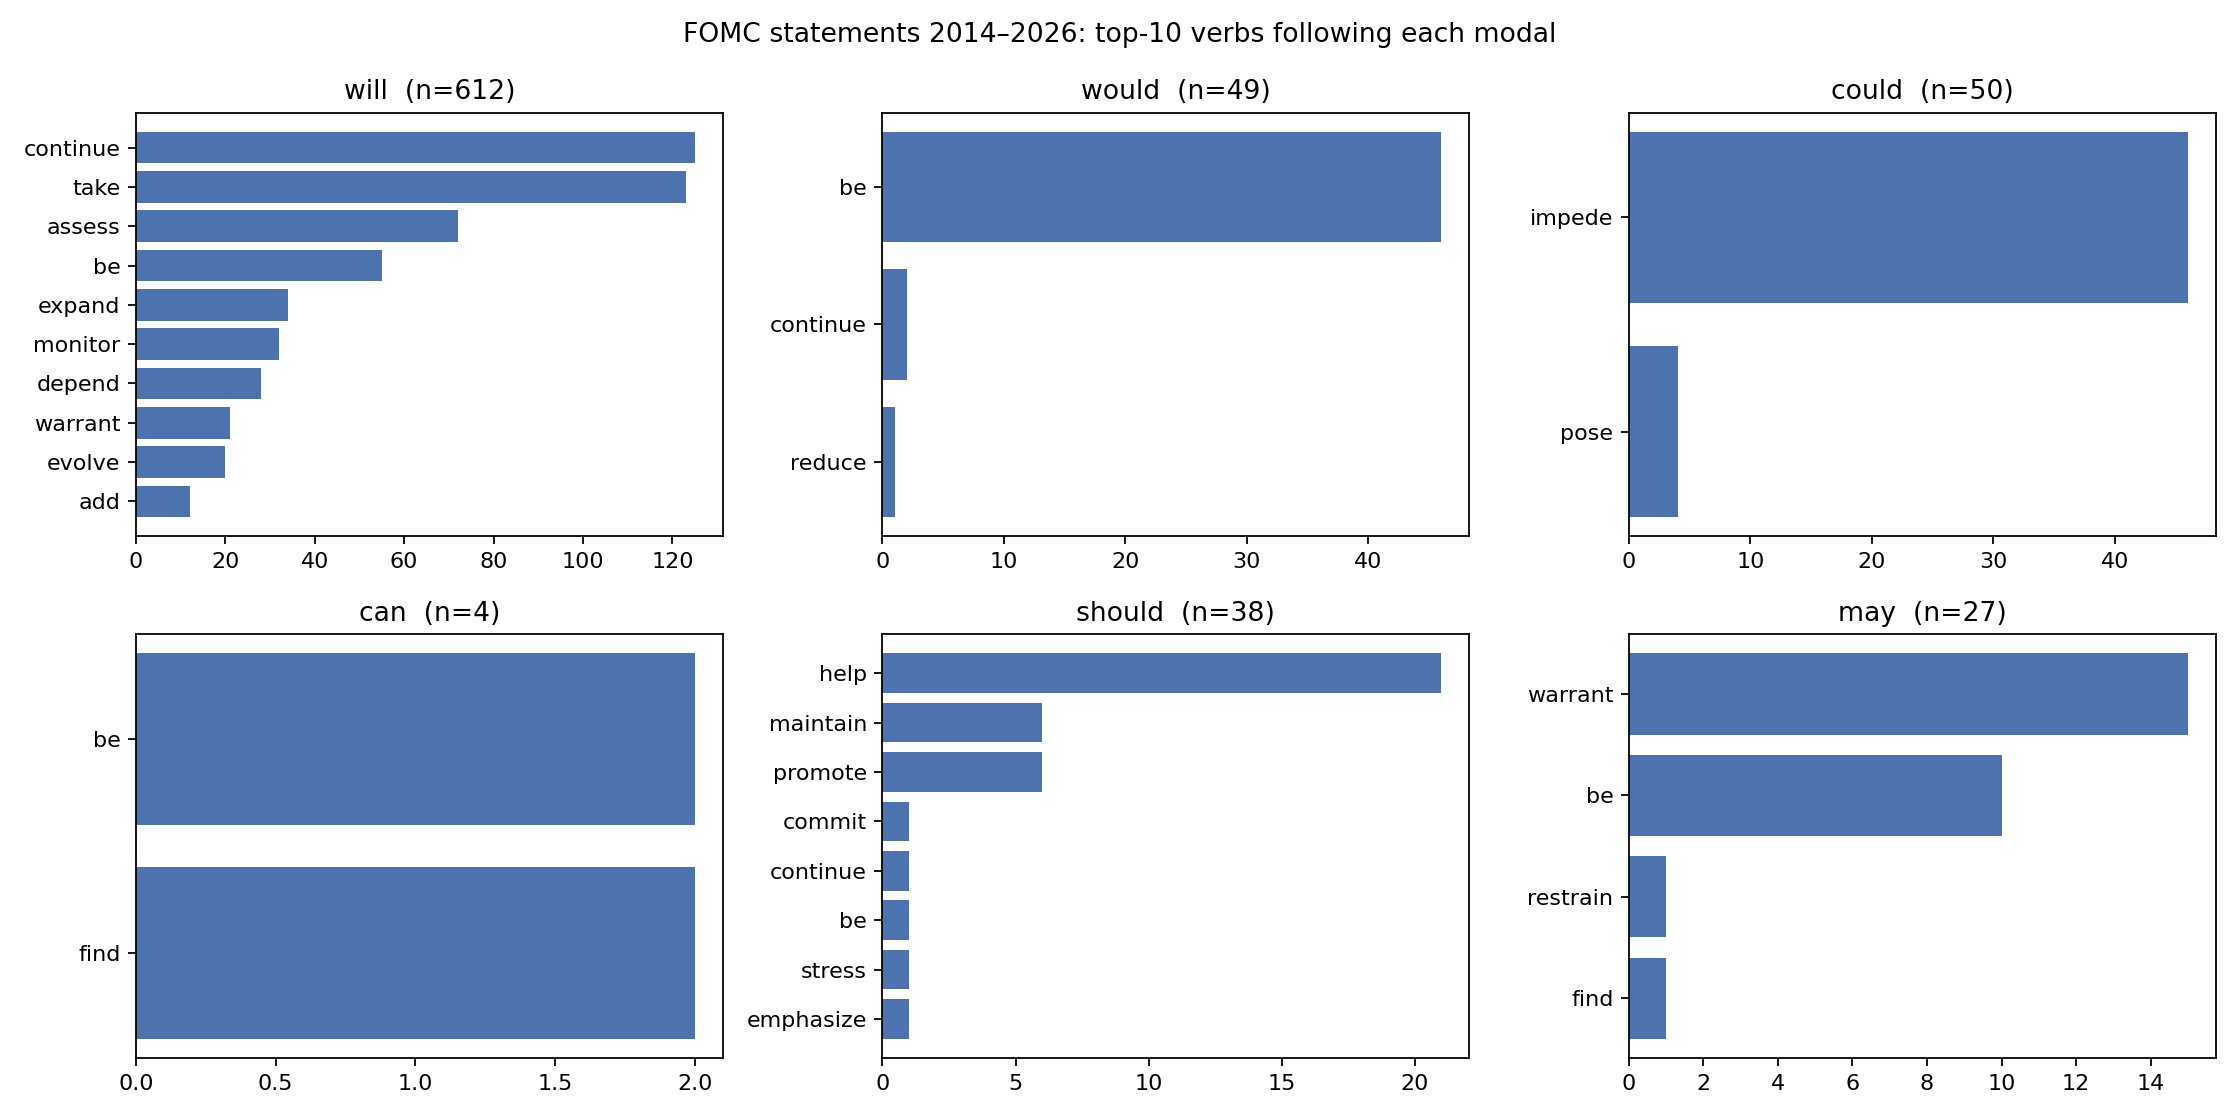 FOMC statements 2014–2026: top-10 verbs following each modal
will (n=612)
continue
take
assess
be
expand
monitor
depend
warrant
evolve
add
0 20 40 60 80 100 120
would (n=49)
be
continue
reduce
0 10 20 30 40
could (n=50)
impede
pose
0 10 20 30 40
can (n=4)
be
find
0.0 0.5 1.0 1.5 2.0
should (n=38)
help
maintain
promote
commit
continue
be
stress
emphasize
0 5 10 15 20
may (n=27)
warrant
be
restrain
find
0 2 4 6 8 10 12 14